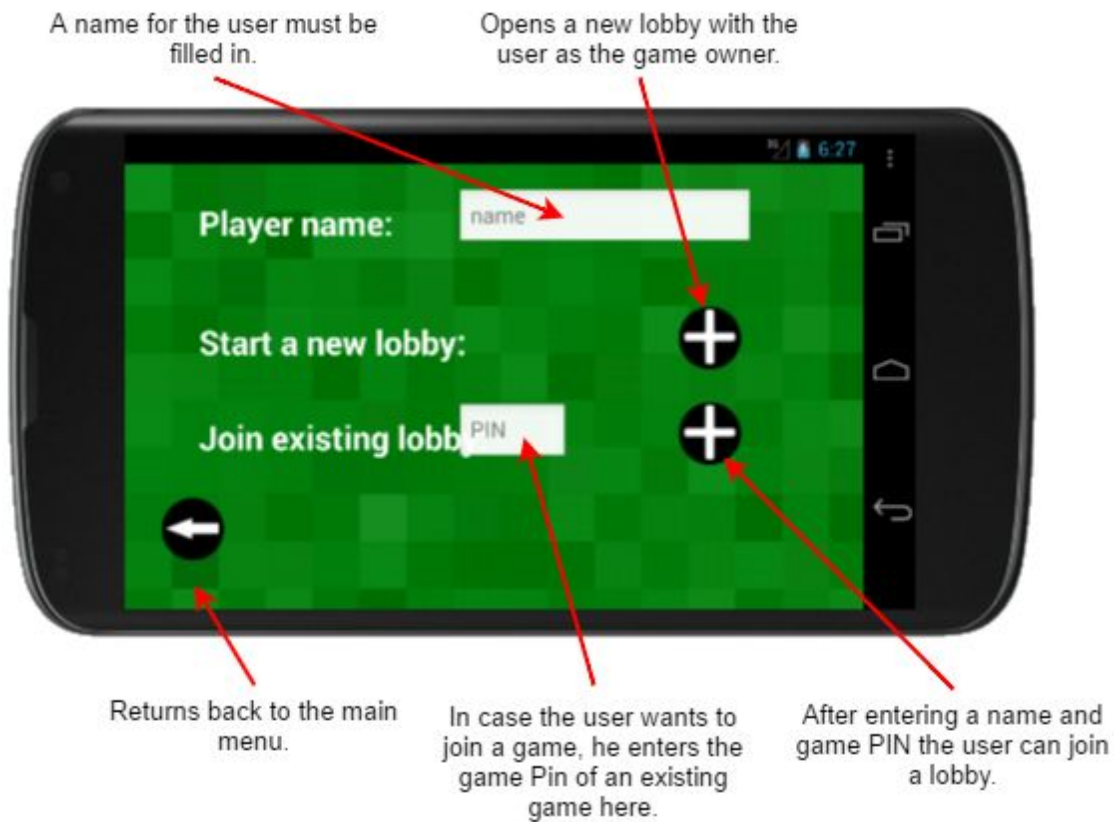 A name for the user must be
filled in.
Opens a new lobby with the
user as the game owner.
3G 6:27
Player name:
name
Start a new lobby:
Join existing lobby
PIN
Returns back to the main
menu.
In case the user wants to
join a game, he enters the
game Pin of an existing
game here.
After entering a name and
game PIN the user can join
a lobby.